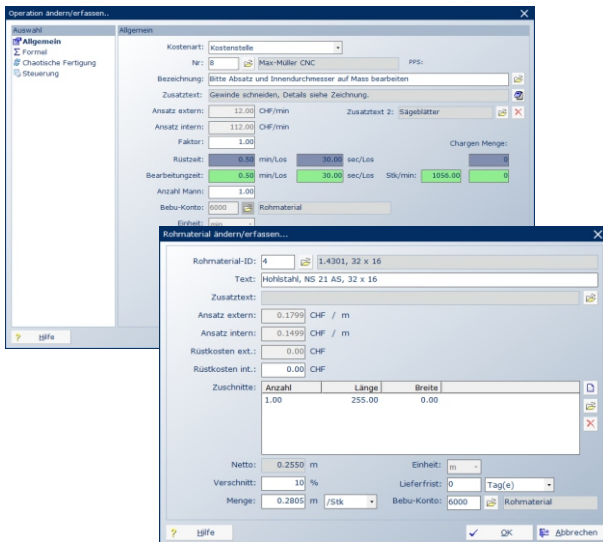 Operation ändern/erfassen..
Auswahl
Allgemein
Formel
Chaotische Fertigung
Steuerung
Allgemein
Kostenart: Kostenstelle
Nr: 8 Max-Müller CNC PPS:
Bezeichnung: Bitte Absatz und Innendurchmesser auf Mass bearbeiten
Zusatztext: Gewinde schneiden, Details siehe Zeichnung.
Ansatz extern: 12.00 CHF/min Zusatztext 2: Sägeblätter
Ansatz intern: 112.00 CHF/min
Faktor: 1.00 Chargen Menge:
Rüstzeit: 0.50 min/Los 30.00 sec/Los 0
Bearbeitungzeit: 0.50 min/Los 30.00 sec/Los Stk/min: 1056.00 0
Anzahl Mann: 1.00
Bebu-Konto: 6000 Rohmaterial
Einheit: min
? Hilfe
Rohmaterial ändern/erfassen...
Rohmaterial-ID: 4 1.4301, 32 x 16
Text: Hohlstahl, NS 21 AS, 32 x 16
Zusatztext:
Ansatz extern: 0.1799 CHF / m
Ansatz intern: 0.1499 CHF / m
Rüstkosten ext.: 0.00 CHF
Rüstkosten int.: 0.00 CHF
Zuschnitte: Anzahl Länge Breite
1.00 255.00 0.00
Netto: 0.2550 m Einheit: m
Verschnitt: 10 % Lieferfrist: 0 Tag(e)
Menge: 0.2805 m /Stk Bebu-Konto: 6000 Rohmaterial
? Hilfe OK Abbrechen